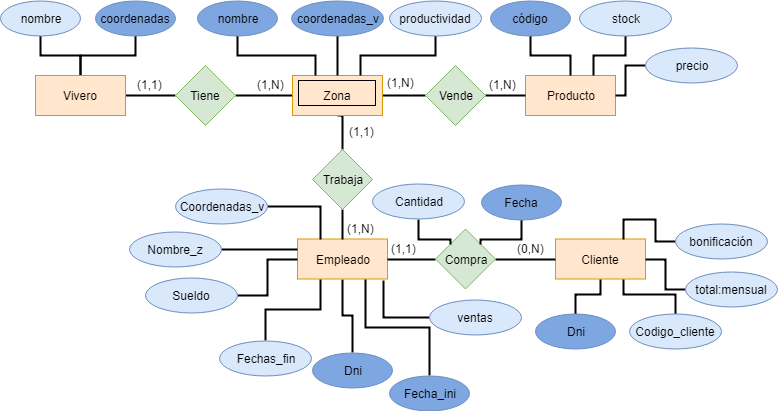 nombre
coordenadas
nombre
coordenadas_v
productividad
código
stock
precio
Vivero
(1,1)
Tiene
(1,N)
Zona
(1,N)
Vende
(1,N)
Producto
(1,1)
Trabaja
Coordenadas_v
Cantidad
Fecha
(1,N)
Nombre_z
Empleado
(1,1)
Compra
(0,N)
Cliente
bonificación
Sueldo
total:mensual
ventas
Dni
Codigo_cliente
Fechas_fin
Dni
Fecha_ini